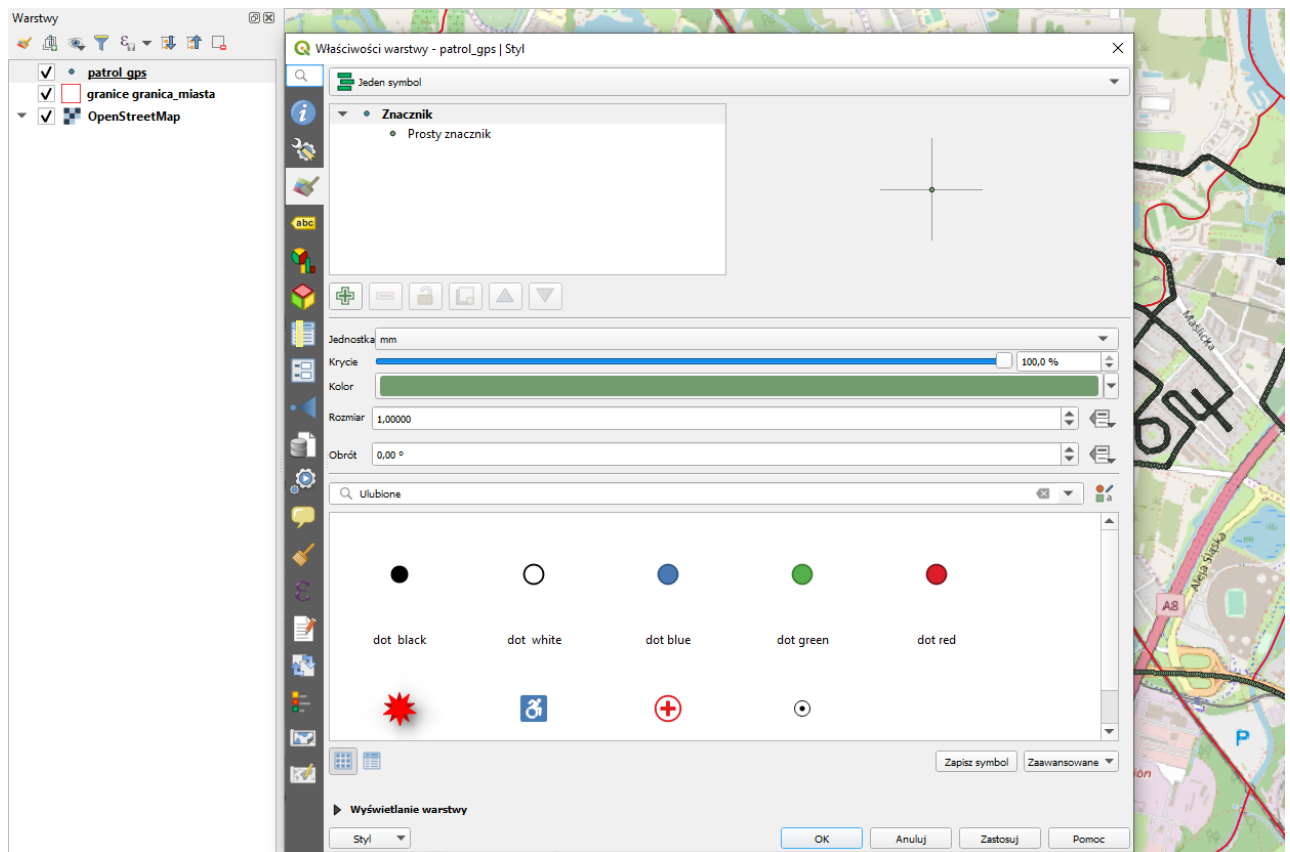 Warstwy
patrol_gps
granice granica_miasta
OpenStreetMap
Właściwości warstwy - patrol_gps | Styl
Jeden symbol
Znacznik
Prosty znacznik
abc
Jednostka mm
Krycie 100,0 %
Kolor
Rozmiar 1,00000
Obrót 0,00 °
Ulubione
a
dot black dot white dot blue dot green dot red
Zapisz symbol Zaawansowane
Wyświetlanie warstwy
Styl OK Anuluj Zastosuj Pomoc
Maślicka
Aleja Śląska
A8
P